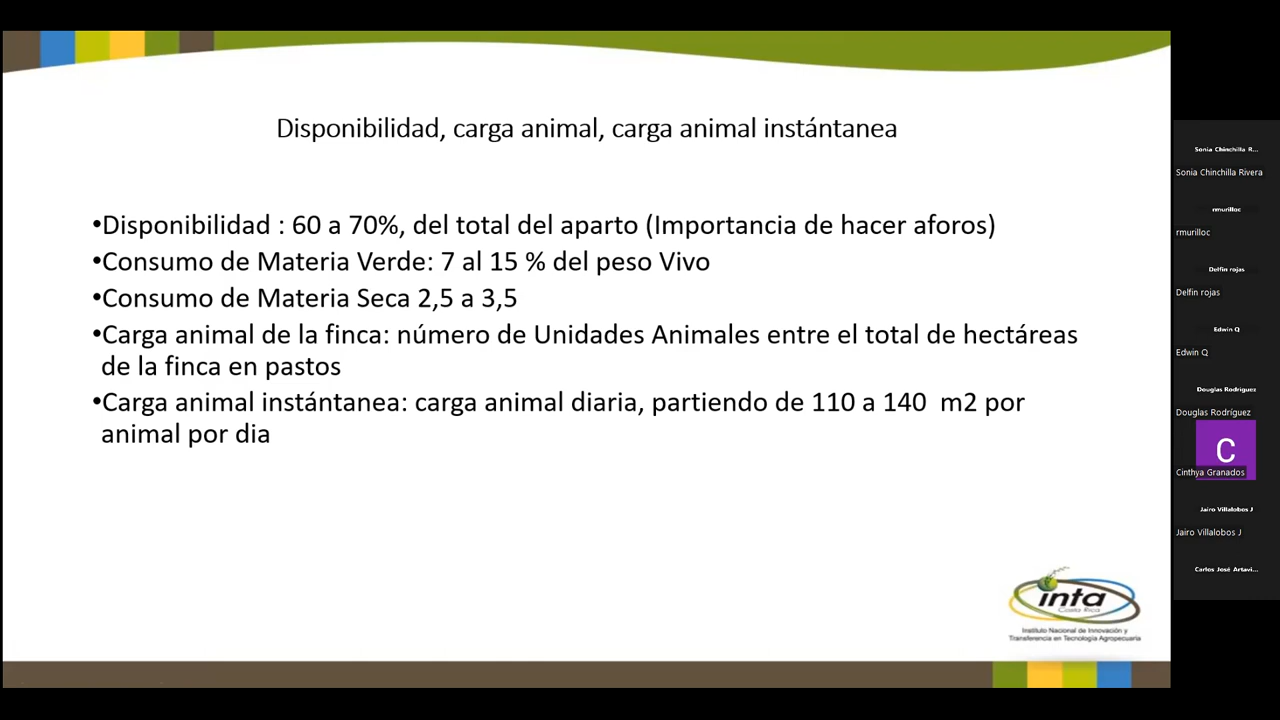 Disponibilidad, carga animal, carga animal instántanea
•Disponibilidad : 60 a 70%, del total del aparto (Importancia de hacer aforos)
•Consumo de Materia Verde: 7 al 15 % del peso Vivo
•Consumo de Materia Seca 2,5 a 3,5
•Carga animal de la finca: número de Unidades Animales entre el total de hectáreas
de la finca en pastos
•Carga animal instántanea: carga animal diaria, partiendo de 110 a 140 m2 por
animal por dia
inta
Costa Rica
Instituto Nacional de Innovación y
Transferencia en Tecnología Agropecuaria
Sonia Chinchilla R...
Sonia Chinchilla Rivera
rmurilloc
rmurilloc
Delfin rojas
Delfin rojas
Edwin Q
Edwin Q
Douglas Rodríguez
Douglas Rodríguez
C
Cinthya Granados
Jairo Villalobos J
Jairo Villalobos J
Carlos José Artavi...